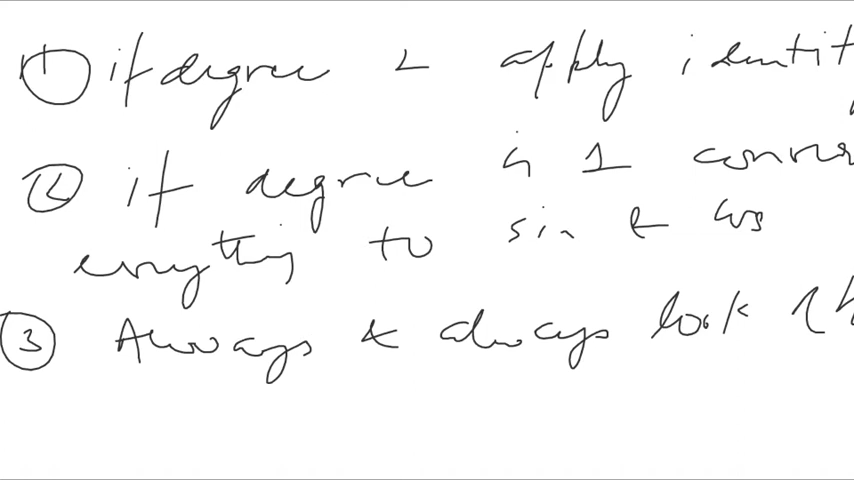 ① if degree 2 apply identit
② if degree is 1 conver
everything to sin & cos
③ Always & always look